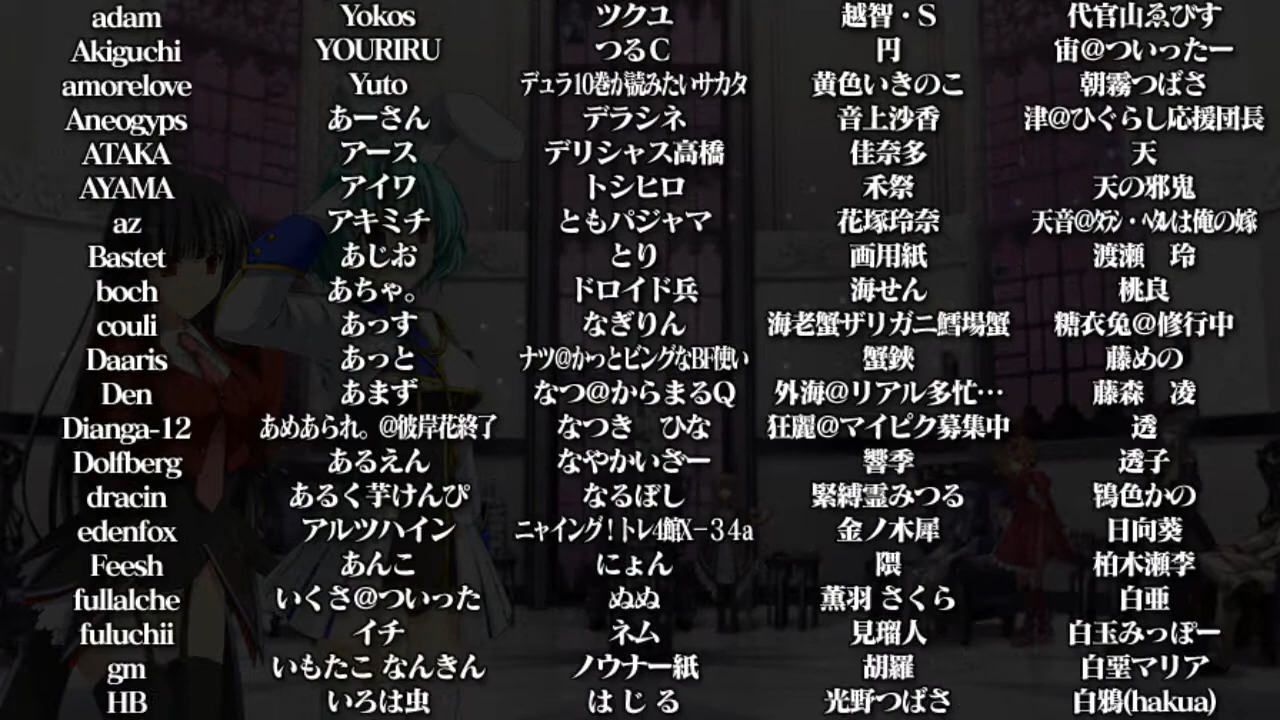 adam Yokos ツクユ 越智・S 代官山ゑびす
Akiguchi YOURIRU つるC 円 宙@ついったー
amorelove Yuto デュラ10巻が読みたいサカタ 黄色いきのこ 朝霧つばさ
Aneogyps あーさん デラシネ 音上沙香 津@ひぐらし応援団長
ATAKA アース デリシャス高橋 佳奈多 天
AYAMA アイワ トシヒロ 禾祭 天の邪鬼
az アキミチ ともパジャマ 花塚玲奈 天音@ｸﾗﾝ・ﾍﾙは俺の嫁
Bastet あじお とり 画用紙 渡瀬　玲
boch あちゃ。 ドロイド兵 海せん 桃良
couli あっす なぎりん 海老蟹ザリガニ鱈場蟹 糖衣兎@修行中
Daaris あっと ナツ@かっとビングなBF使い 蟹鋏 藤めの
Den あまず なつ@からまるQ 外海@リアル多忙… 藤森　凌
Dianga-12 あめあられ。@彼岸花終了 なつき　ひな 狂麗@マイピク募集中 透
Dolfberg あるえん なやかいざー 響季 透子
dracin あるく芋けんぴ なるぽし 緊縛霊みつる 鴇色かの
edenfox アルツハイン ニャイング！トレ4館X－34a 金ノ木犀 日向葵
Feesh あんこ にょん 隈 柏木瀬李
fullalche いくさ@ついった ぬぬ 薫羽 さくら 白亜
fuluchii イチ ネム 見瑠人 白玉みっぽー
gm いもたこ なんきん ノウナー紙 胡羅 白堊マリア
HB いろは虫 は じ る 光野つばさ 白鴉(hakua)